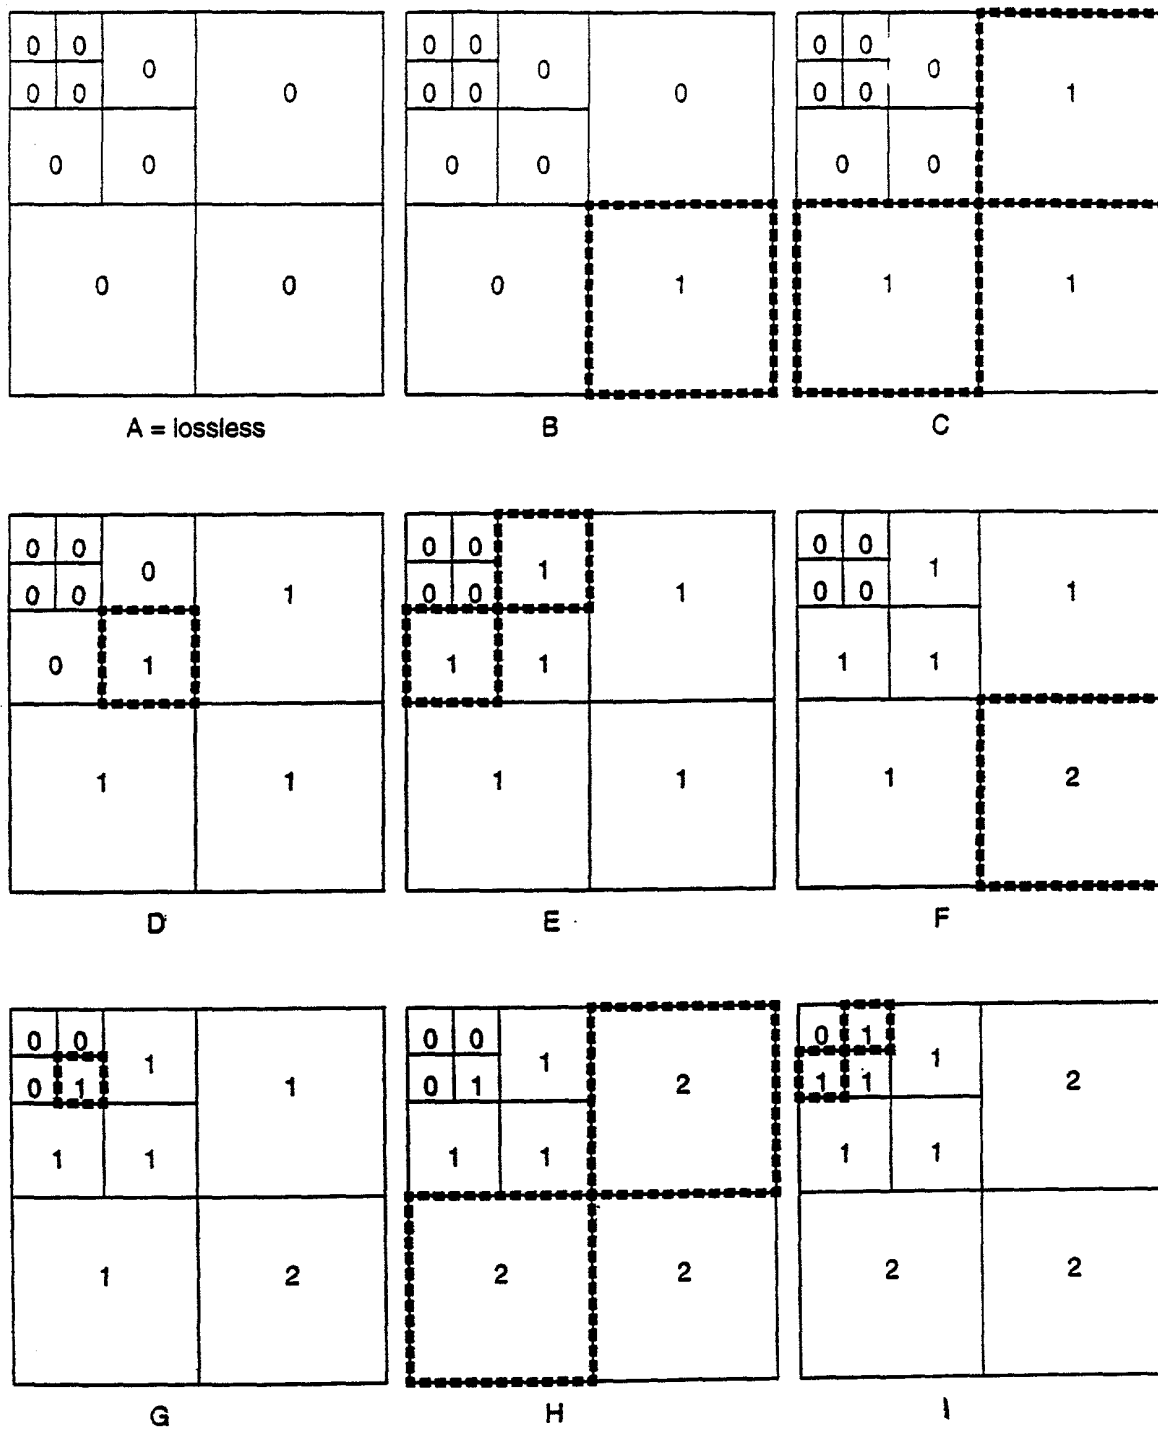 0 0 0 0 0 0
0 0 0 0 0 1
0 0 0 0 0 0
0 0 0 0 0 0
0 0 0 1 1 1
A = lossless B C
0 0 0 0 0 0
0 1 1 1 1 1
0 0 0 0 0 0
0 1 1 1 1 1
1 1 1 1 1 2
D E F
0 0 0 0 0 1
1 1 1 2 1 2
0 1 0 1 1 1
1 1 1 1 1 1
1 2 2 2 2 2
G H I